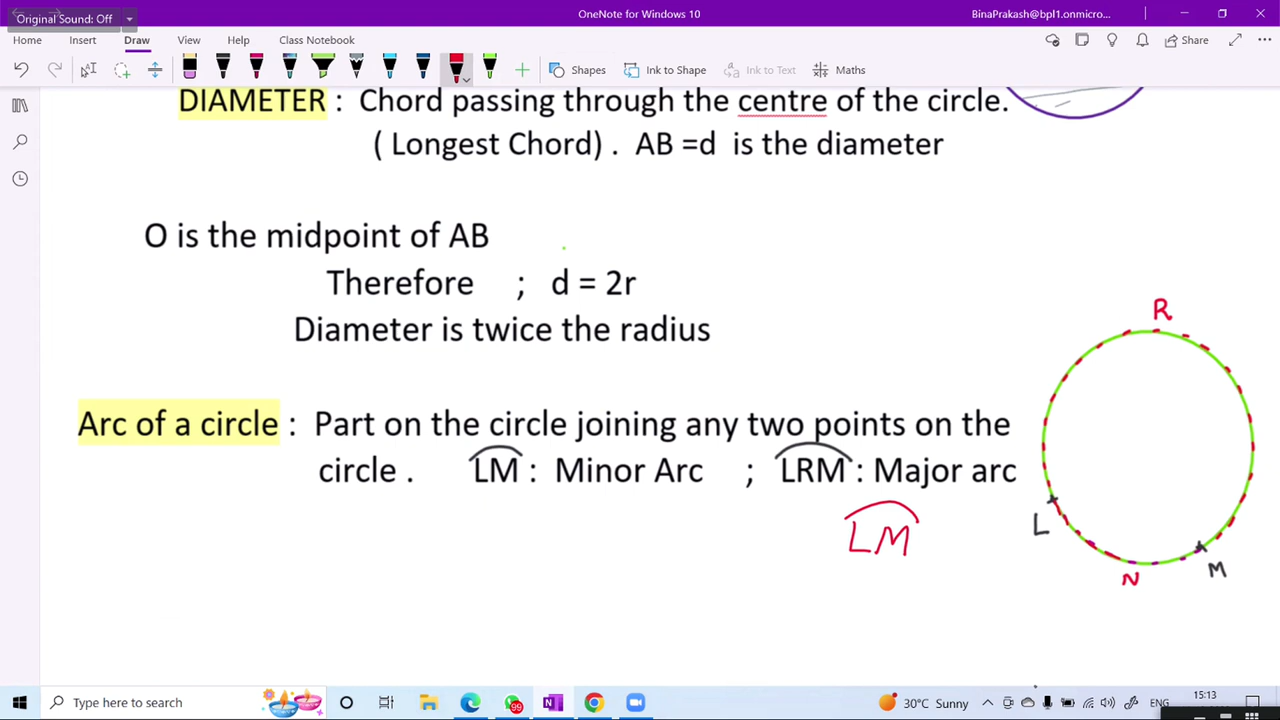 Original Sound: Off
OneNote for Windows 10
BinaPrakash@bpl1.onmicro...
Home Insert Draw View Help Class Notebook
Share
Shapes Ink to Shape Ink to Text Maths
DIAMETER : Chord passing through the centre of the circle.
( Longest Chord) . AB =d is the diameter
O is the midpoint of AB
Therefore ; d = 2r
Diameter is twice the radius
R
Arc of a circle : Part on the circle joining any two points on the
circle . LM : Minor Arc ; LRM : Major arc
LM
L
N
M
Type here to search
99
30°C Sunny
ENG
15:13